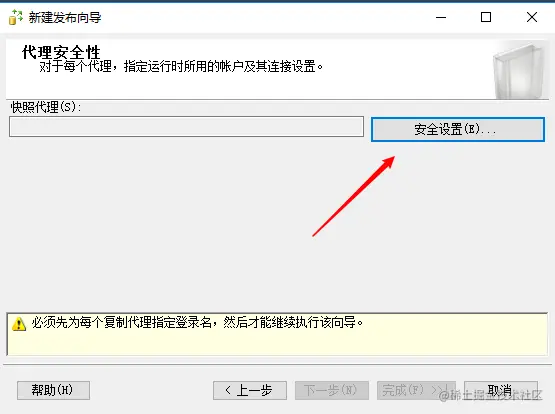 新建发布向导
代理安全性
对于每个代理，指定运行时所用的帐户及其连接设置。
快照代理(S):
安全设置(E)...
必须先为每个复制代理指定登录名，然后才能继续执行该向导。
帮助(H)
< 上一步
下一步(N)
完成(F) >>|
取消
@稀土掘金技术社区